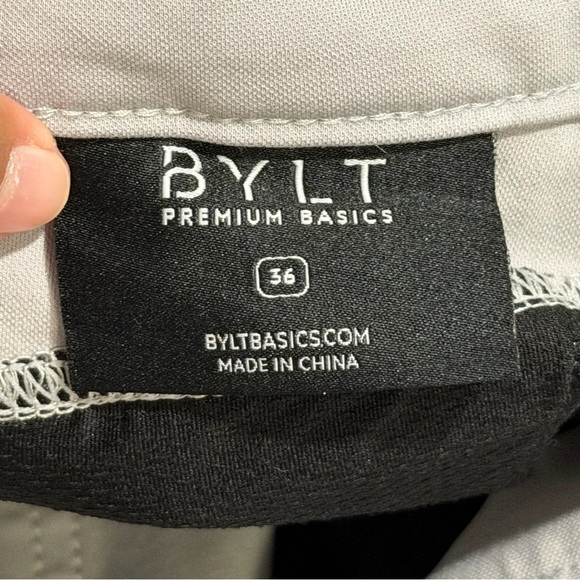 BYLT
PREMIUM BASICS
36
BYLTBASICS.COM
MADE IN CHINA